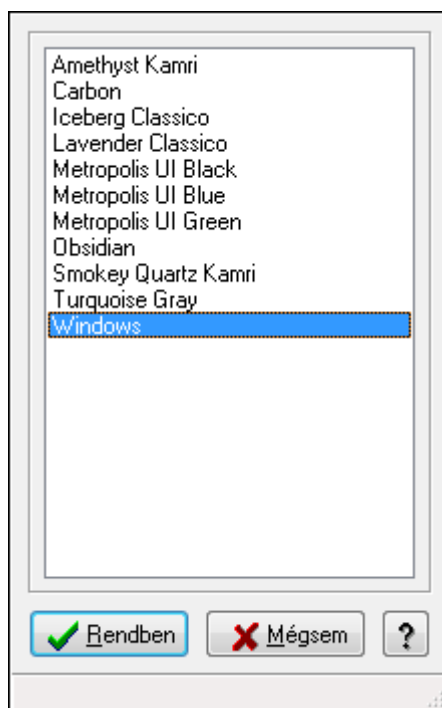 Amethyst Kamri
Carbon
Iceberg Classico
Lavender Classico
Metropolis UI Black
Metropolis UI Blue
Metropolis UI Green
Obsidian
Smokey Quartz Kamri
Turquoise Gray
Windows
Rendben Mégsem ?